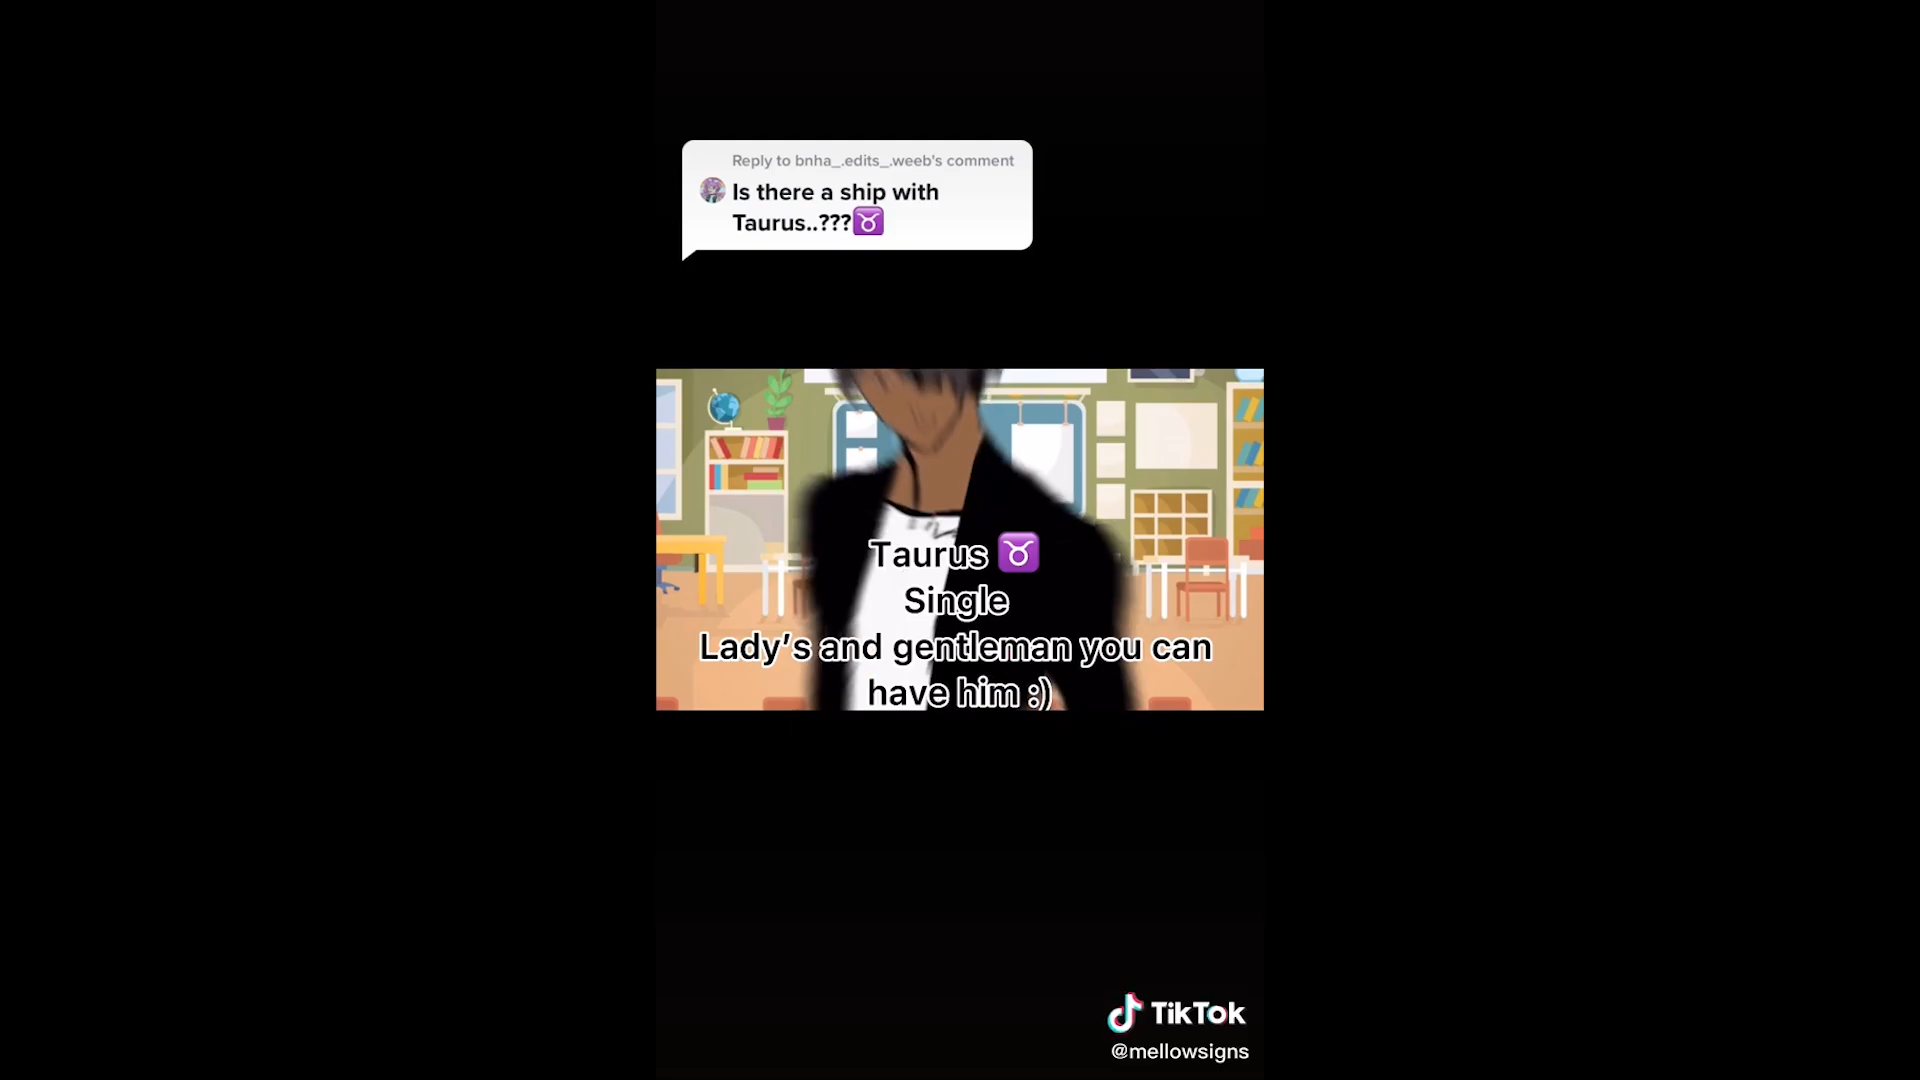 Reply to bnha_.edits_.weeb's comment
Is there a ship with
Taurus..???♉
Taurus ♉
Single
Lady's and gentleman you can
have him :)
TikTok
@mellowsigns